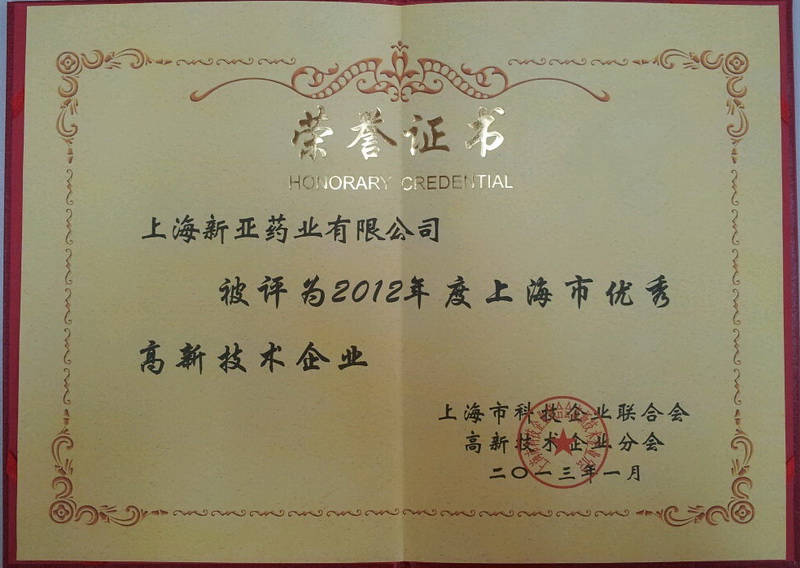 荣誉证书
HONORARY CREDENTIAL
上海新亚药业有限公司
被评为2012年度上海市优秀
高新技术企业
上海市科技企业联合会
高新技术企业分会
二〇一三年一月